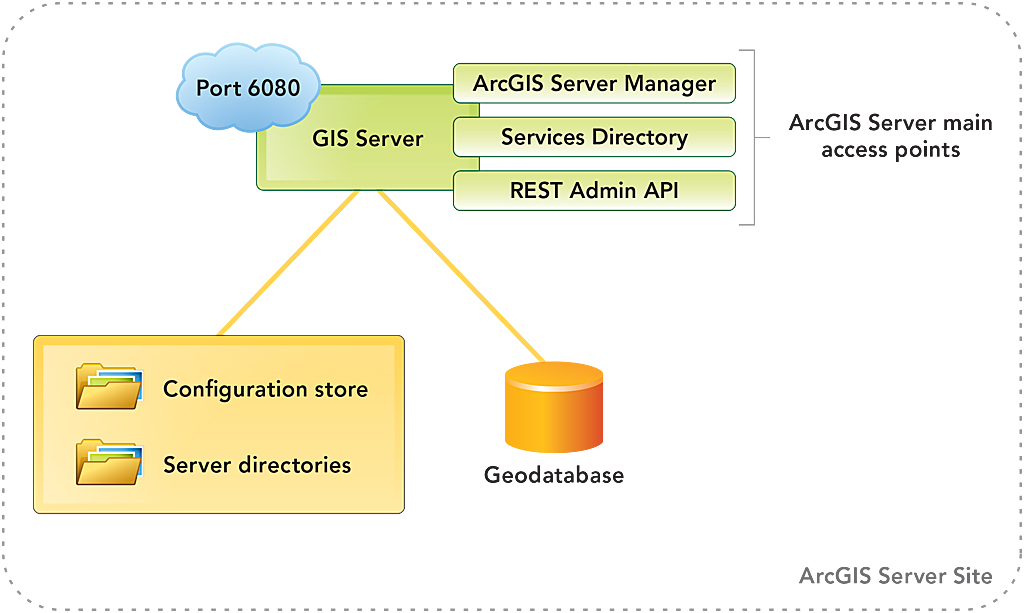 Port 6080
GIS Server
ArcGIS Server Manager
Services Directory
REST Admin API
ArcGIS Server main
access points
Configuration store
Server directories
Geodatabase
ArcGIS Server Site